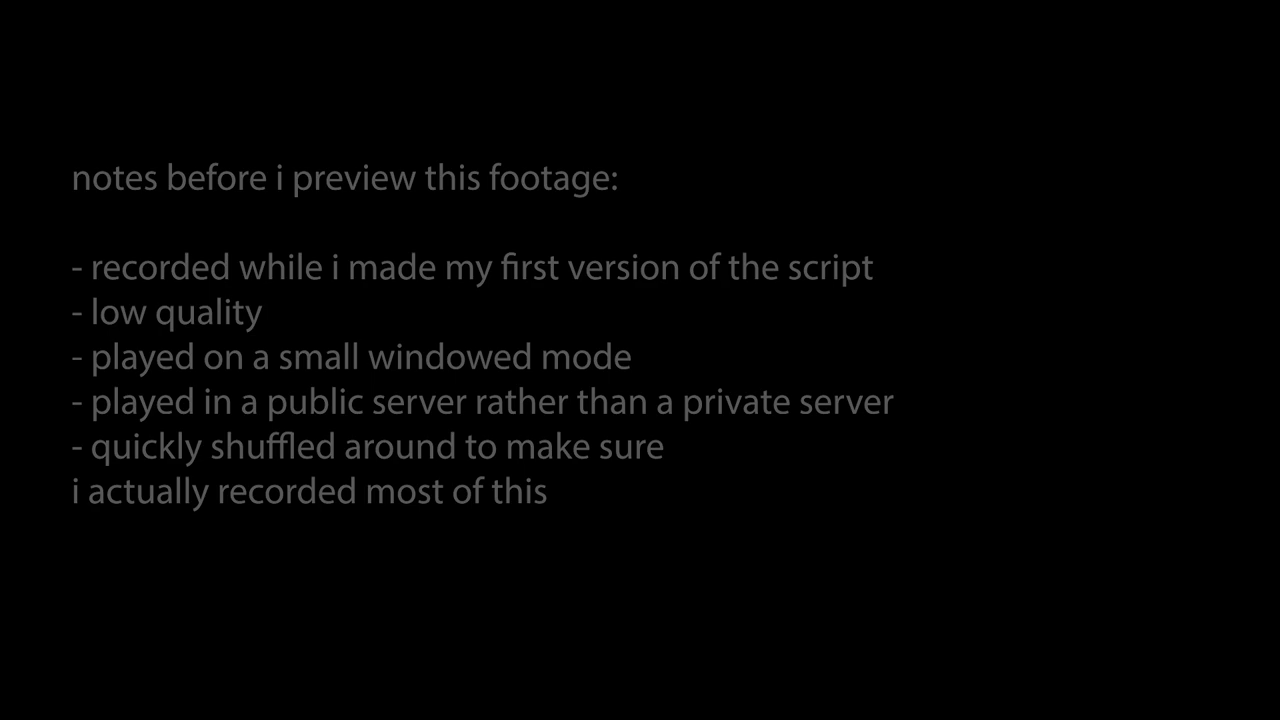 notes before i preview this footage:
- recorded while i made my first version of the script
- low quality
- played on a small windowed mode
- played in a public server rather than a private server
- quickly shuffled around to make sure
i actually recorded most of this